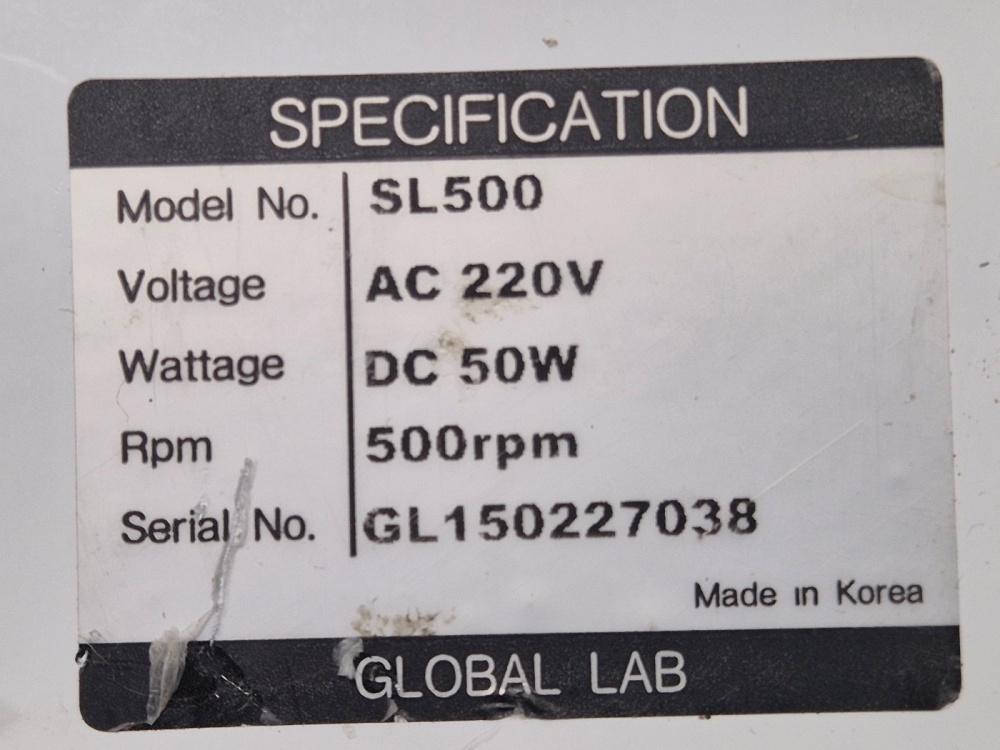 SPECIFICATION
Model No. SL500
Voltage AC 220V
Wattage DC 50W
Rpm 500rpm
Serial No. GL150227038
Made in Korea
GLOBAL LAB